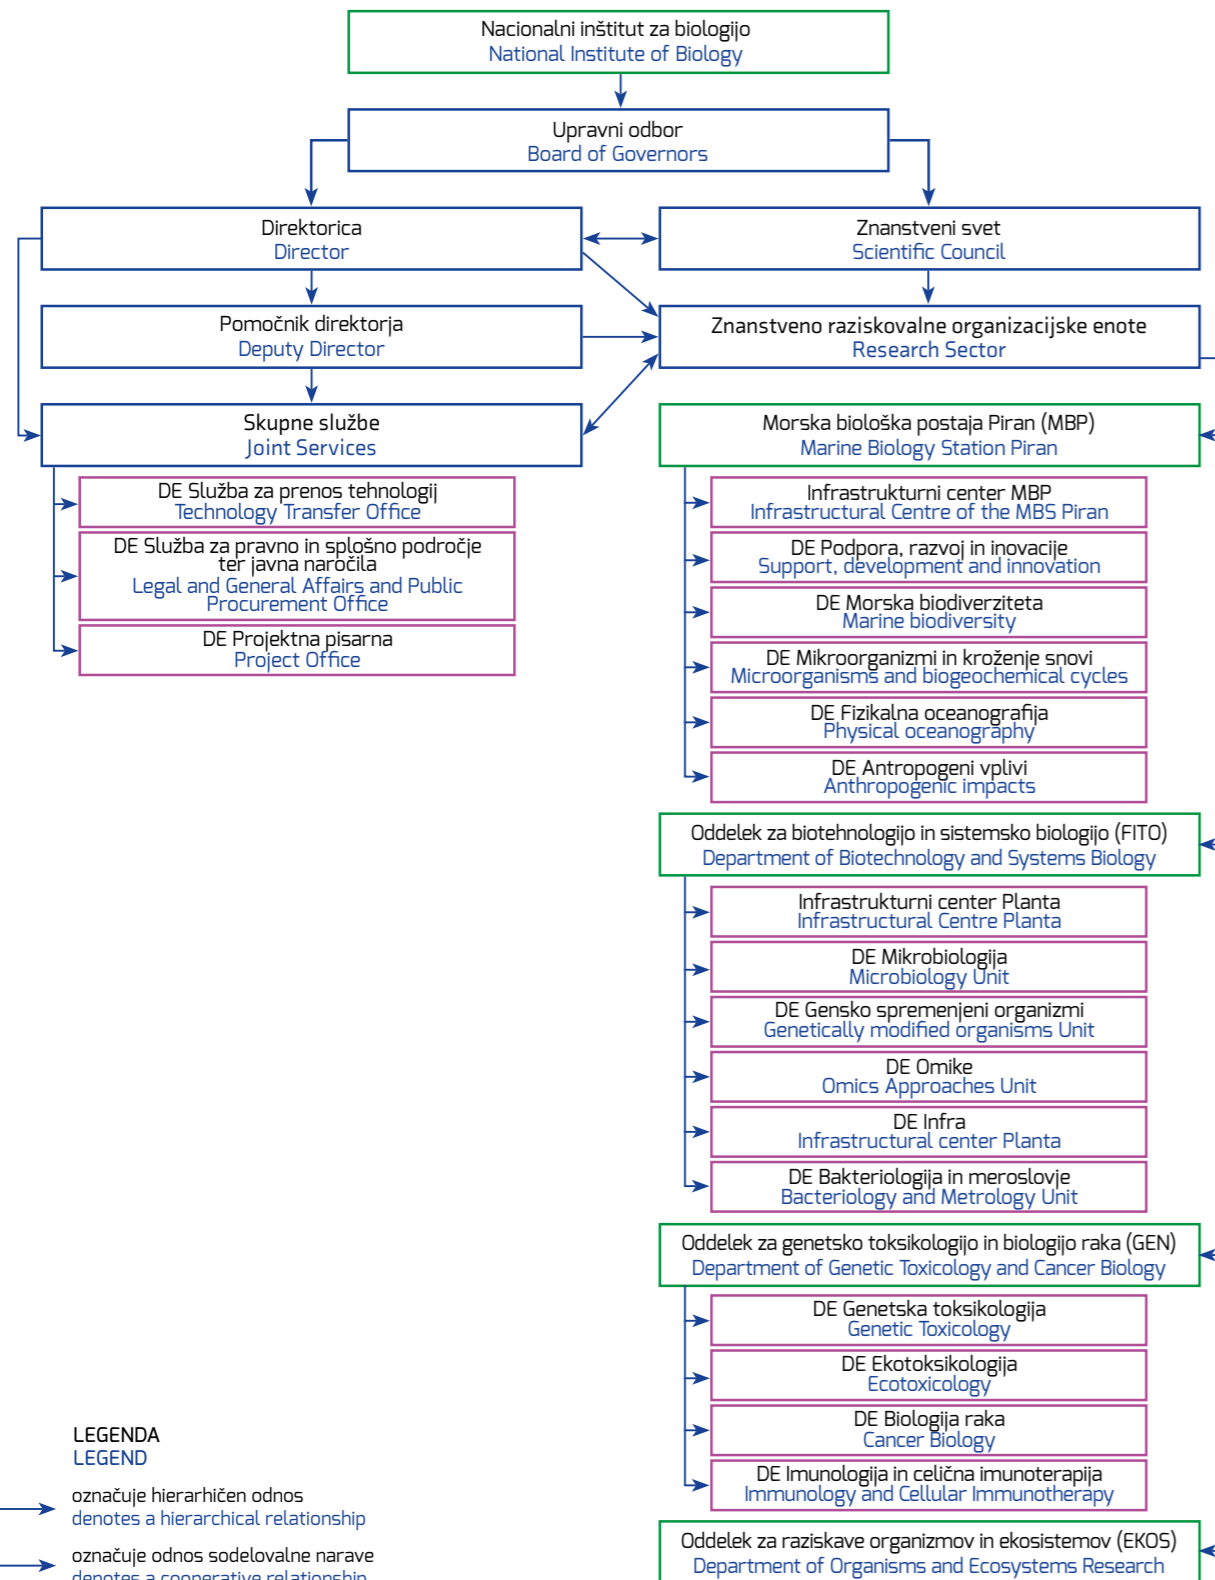 Nacionalni inštitut za biologijo
National Institute of Biology
Upravni odbor
Board of Governors
Direktorica
Director
Znanstveni svet
Scientific Council
Pomočnik direktorja
Deputy Director
Znanstveno raziskovalne organizacijske enote
Research Sector
Skupne službe
Joint Services
DE Služba za prenos tehnologij
Technology Transfer Office
DE Služba za pravno in splošno področje
ter javna naročila
Legal and General Affairs and Public
Procurement Office
DE Projektna pisarna
Project Office
Morska biološka postaja Piran (MBP)
Marine Biology Station Piran
Infrastrukturni center MBP
Infrastructural Centre of the MBS Piran
DE Podpora, razvoj in inovacije
Support, development and innovation
DE Morska biodiverziteta
Marine biodiversity
DE Mikroorganizmi in kroženje snovi
Microorganisms and biogeochemical cycles
DE Fizikalna oceanografija
Physical oceanography
DE Antropogeni vplivi
Anthropogenic impacts
Oddelek za biotehnologijo in sistemsko biologijo (FITO)
Department of Biotechnology and Systems Biology
Infrastrukturni center Planta
Infrastructural Centre Planta
DE Mikrobiologija
Microbiology Unit
DE Gensko spremenjeni organizmi
Genetically modified organisms Unit
DE Omike
Omics Approaches Unit
DE Infra
Infrastructural center Planta
DE Bakteriologija in meroslovje
Bacteriology and Metrology Unit
Oddelek za genetsko toksikologijo in biologijo raka (GEN)
Department of Genetic Toxicology and Cancer Biology
DE Genetska toksikologija
Genetic Toxicology
DE Ekotoksikologija
Ecotoxicology
DE Biologija raka
Cancer Biology
DE Imunologija in celična imunoterapija
Immunology and Cellular Immunotherapy
Oddelek za raziskave organizmov in ekosistemov (EKOS)
Department of Organisms and Ecosystems Research
LEGENDA
LEGEND
označuje hierarhičen odnos
denotes a hierarchical relationship
označuje odnos sodelovalne narave
denotes a cooperative relationship